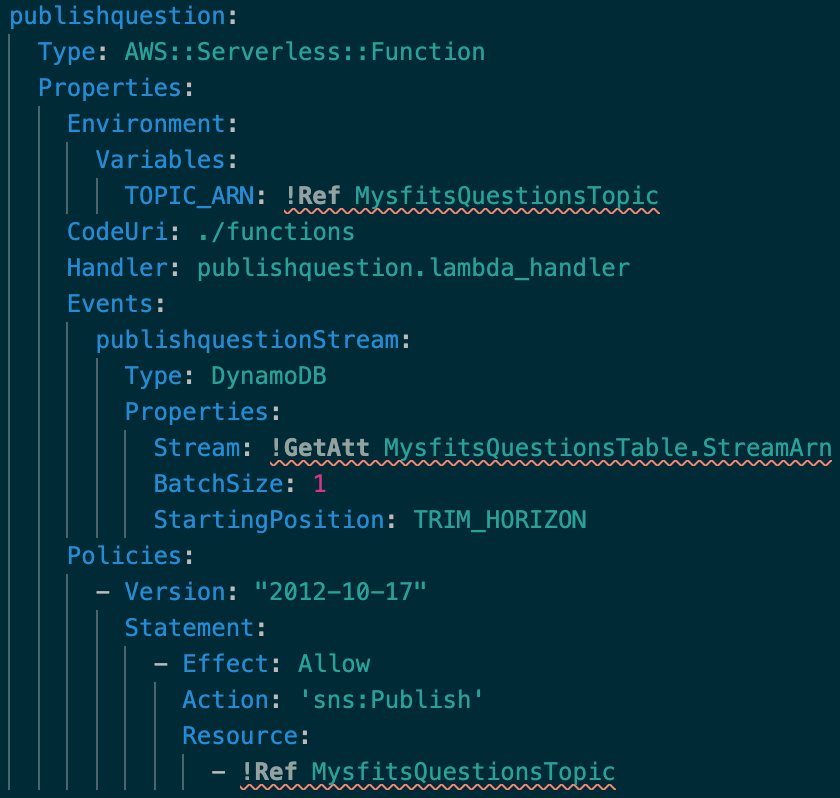 publishquestion:
Type: AWS::Serverless::Function
Properties:
Environment:
Variables:
TOPIC_ARN: !Ref MysfitsQuestionsTopic
CodeUri: ./functions
Handler: publishquestion.lambda_handler
Events:
publishquestionStream:
Type: DynamoDB
Properties:
Stream: !GetAtt MysfitsQuestionsTable.StreamArn
BatchSize: 1
StartingPosition: TRIM_HORIZON
Policies:
- Version: "2012-10-17"
Statement:
- Effect: Allow
Action: 'sns:Publish'
Resource:
- !Ref MysfitsQuestionsTopic